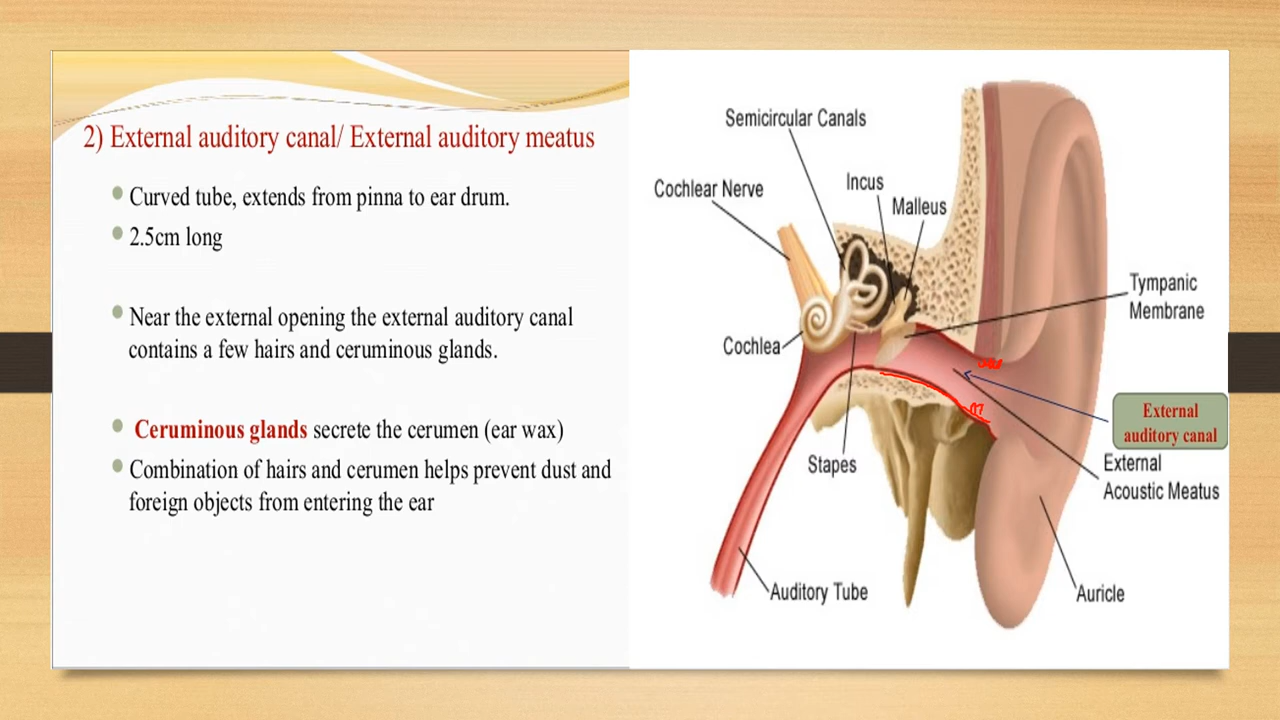 2) External auditory canal/ External auditory meatus
Curved tube, extends from pinna to ear drum.
2.5cm long
Near the external opening the external auditory canal
contains a few hairs and ceruminous glands.
Ceruminous glands secrete the cerumen (ear wax)
Combination of hairs and cerumen helps prevent dust and
foreign objects from entering the ear
Semicircular Canals
Cochlear Nerve
Incus
Malleus
Tympanic
Membrane
Cochlea
External
auditory canal
Stapes
External
Acoustic Meatus
Auditory Tube
Auricle